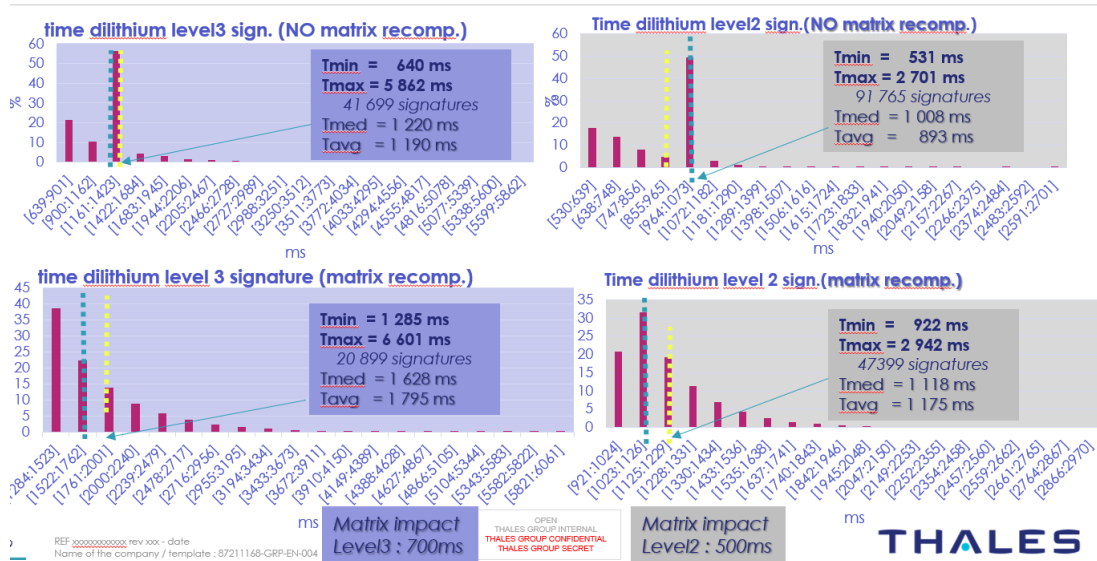 time dilithium level3 sign. (NO matrix recomp.)
60
50
40
30
20
10
0
%
Tmin = 640 ms
Tmax = 5 862 ms
41 699 signatures
Tmed = 1 220 ms
Tavg = 1 190 ms
[639:901]
[900:1162]
[1161:1423]
[1422:1684]
[1683:1945]
[1944:2206]
[2205:2467]
[2466:2728]
[2727:2989]
[2988:3251]
[3250:3512]
[3511:3773]
[3772:4034]
[4033:4295]
[4294:4556]
[4555:4817]
[4816:5078]
[5077:5339]
[5338:5600]
[5599:5862]
ms
Time dilithium level2 sign.(NO matrix recomp.)
60
50
40
30
20
10
0
%
Tmin = 531 ms
Tmax = 2 701 ms
91 765 signatures
Tmed = 1 008 ms
Tavg = 893 ms
[530:639]
[638:748]
[747:856]
[855:965]
[964:1073]
[1072:1182]
[1181:1290]
[1289:1399]
[1398:1507]
[1506:1616]
[1615:1724]
[1723:1833]
[1832:1941]
[1940:2050]
[2049:2158]
[2157:2267]
[2266:2375]
[2374:2484]
[2483:2592]
[2591:2701]
ms
time dilithium level 3 signature (matrix recomp.)
45
40
35
30
25
20
15
10
5
0
Tmin = 1 285 ms
Tmax = 6 601 ms
20 899 signatures
Tmed = 1 628 ms
Tavg = 1 795 ms
1284:1523]
[1522:1762]
[1761:2001]
[2000:2240]
[2239:2479]
[2478:2717]
[2716:2956]
[2955:3195]
[3194:3434]
[3433:3673]
[3672:3911]
[3910:4150]
[4149:4389]
[4388:4628]
[4627:4867]
[4866:5105]
[5104:5344]
[5343:5583]
[5582:5822]
[5821:6061]
ms
Time dilithium level 2 sign.(matrix recomp.)
35
30
25
20
15
10
5
0
Tmin = 922 ms
Tmax = 2 942 ms
47399 signatures
Tmed = 1 118 ms
Tavg = 1 175 ms
[921:1024]
[1023:1126]
[1125:1229]
[1228:1331]
[1330:1434]
[1433:1536]
[1535:1638]
[1637:1741]
[1740:1843]
[1842:1946]
[1945:2048]
[2047:2150]
[2149:2253]
[2252:2355]
[2354:2458]
[2457:2560]
[2559:2662]
[2661:2765]
[2764:2867]
[2866:2970]
ms
Matrix impact
Level3 : 700ms
OPEN
THALES GROUP INTERNAL
THALES GROUP CONFIDENTIAL
THALES GROUP SECRET
Matrix impact
Level2 : 500ms
REF xxxxxxxxxxxx rev xxx - date
Name of the company / template : 87211168-GRP-EN-004
THALES